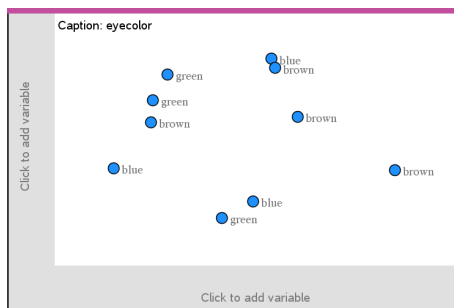 Caption: eyecolor
blue
brown
green
green
brown
brown
blue
brown
blue
green
Click to add variable
Click to add variable